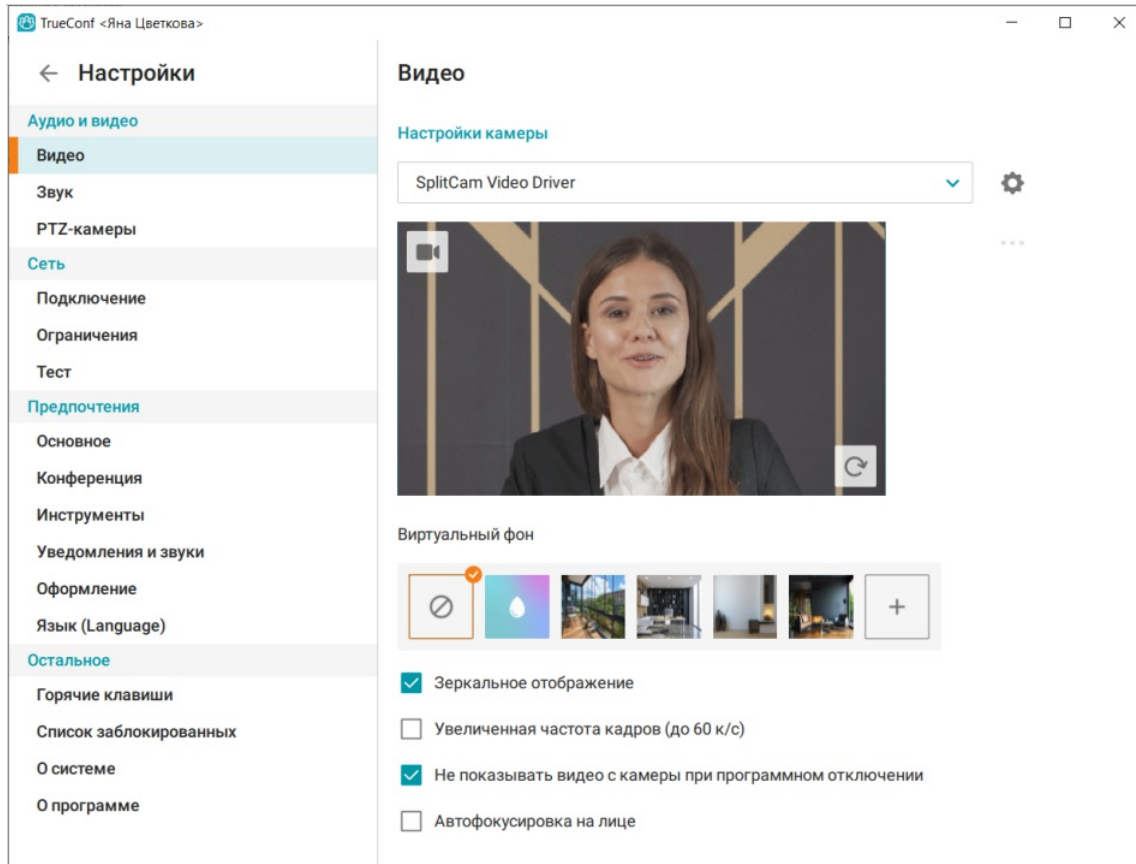 TrueConf <Яна Цветкова>
Настройки
Аудио и видео
Видео
Звук
PTZ-камеры
Сеть
Подключение
Ограничения
Тест
Предпочтения
Основное
Конференция
Инструменты
Уведомления и звуки
Оформление
Язык (Language)
Остальное
Горячие клавиши
Список заблокированных
О системе
О программе
Видео
Настройки камеры
SplitCam Video Driver
Виртуальный фон
Зеркальное отображение
Увеличенная частота кадров (до 60 к/с)
Не показывать видео с камеры при программном отключении
Автофокусировка на лице